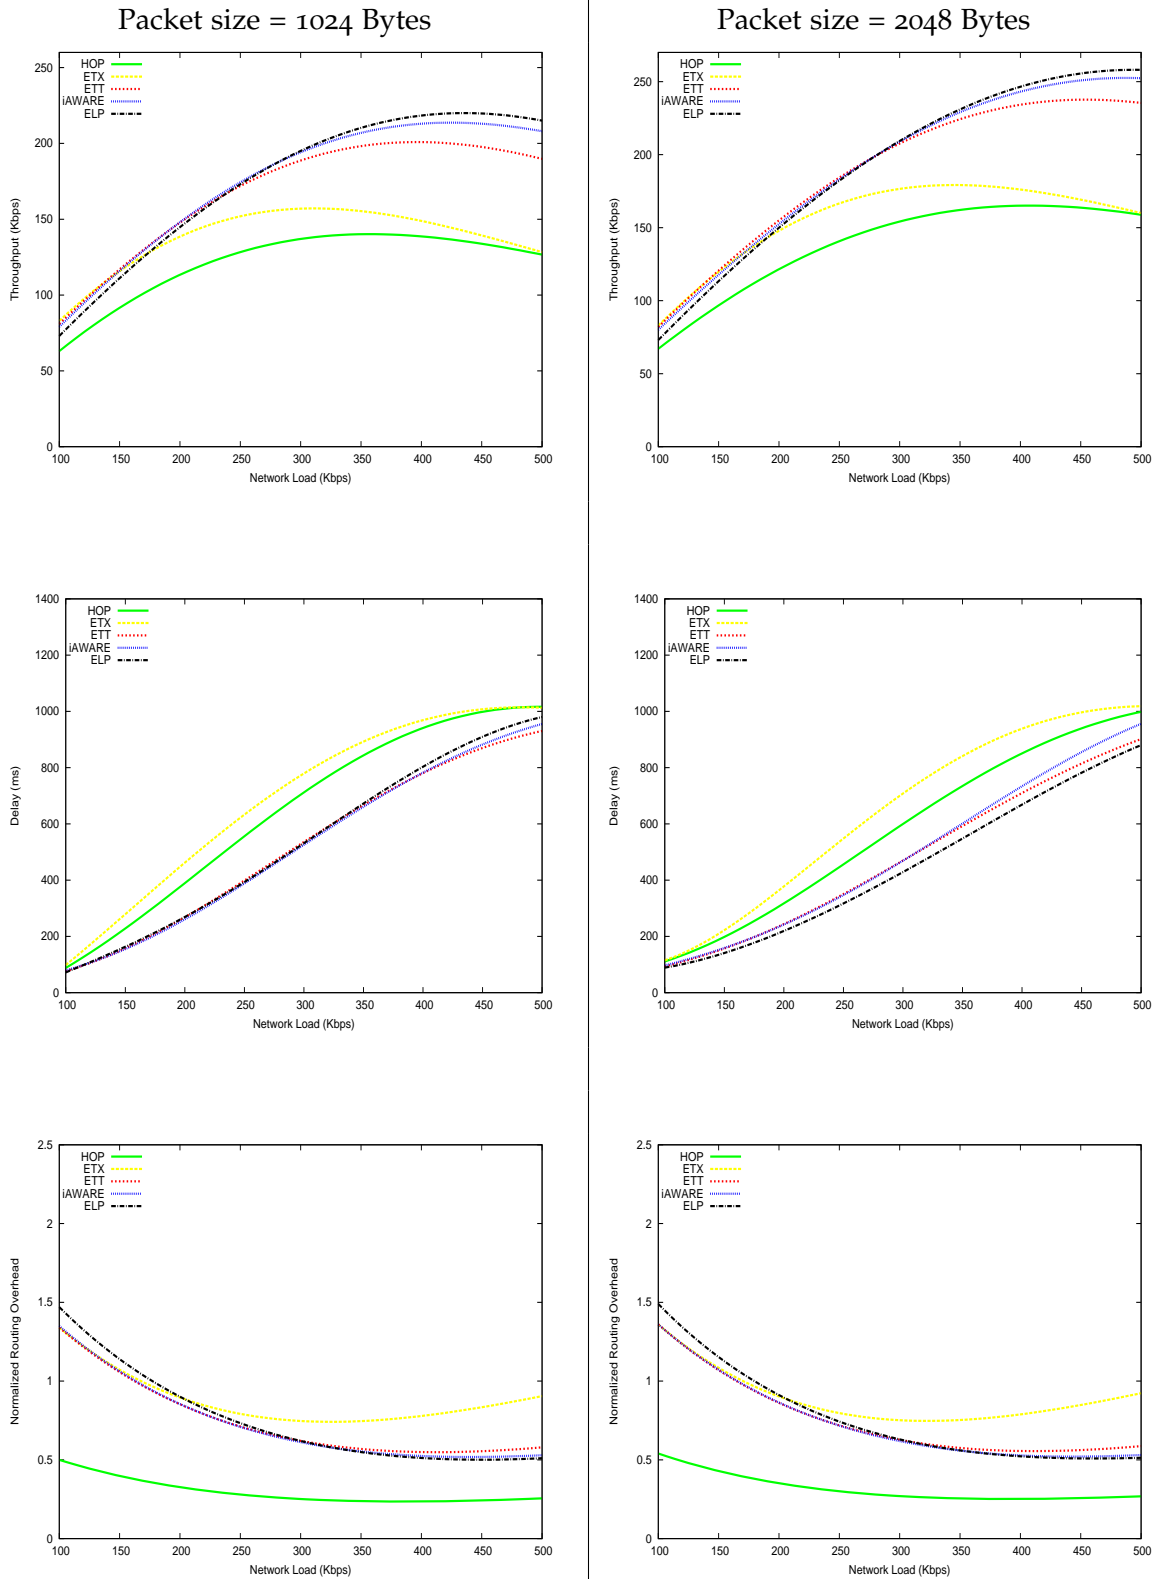 Packet size = 1024 Bytes
Packet size = 2048 Bytes
250
200
150
100
50
0
Throughput (Kbps)
HOP
ETX
ETT
iAWARE
ELP
100 150 200 250 300 350 400 450 500
Network Load (Kbps)
250
200
150
100
50
0
Throughput (Kbps)
HOP
ETX
ETT
iAWARE
ELP
100 150 200 250 300 350 400 450 500
Network Load (Kbps)
1400
1200
1000
800
600
400
200
0
Delay (ms)
HOP
ETX
ETT
iAWARE
ELP
100 150 200 250 300 350 400 450 500
Network Load (Kbps)
1400
1200
1000
800
600
400
200
0
Delay (ms)
HOP
ETX
ETT
iAWARE
ELP
100 150 200 250 300 350 400 450 500
Network Load (Kbps)
2.5
2
1.5
1
0.5
0
Normalized Routing Overhead
HOP
ETX
ETT
iAWARE
ELP
100 150 200 250 300 350 400 450 500
Network Load (Kbps)
2.5
2
1.5
1
0.5
0
Normalized Routing Overhead
HOP
ETX
ETT
iAWARE
ELP
100 150 200 250 300 350 400 450 500
Network Load (Kbps)